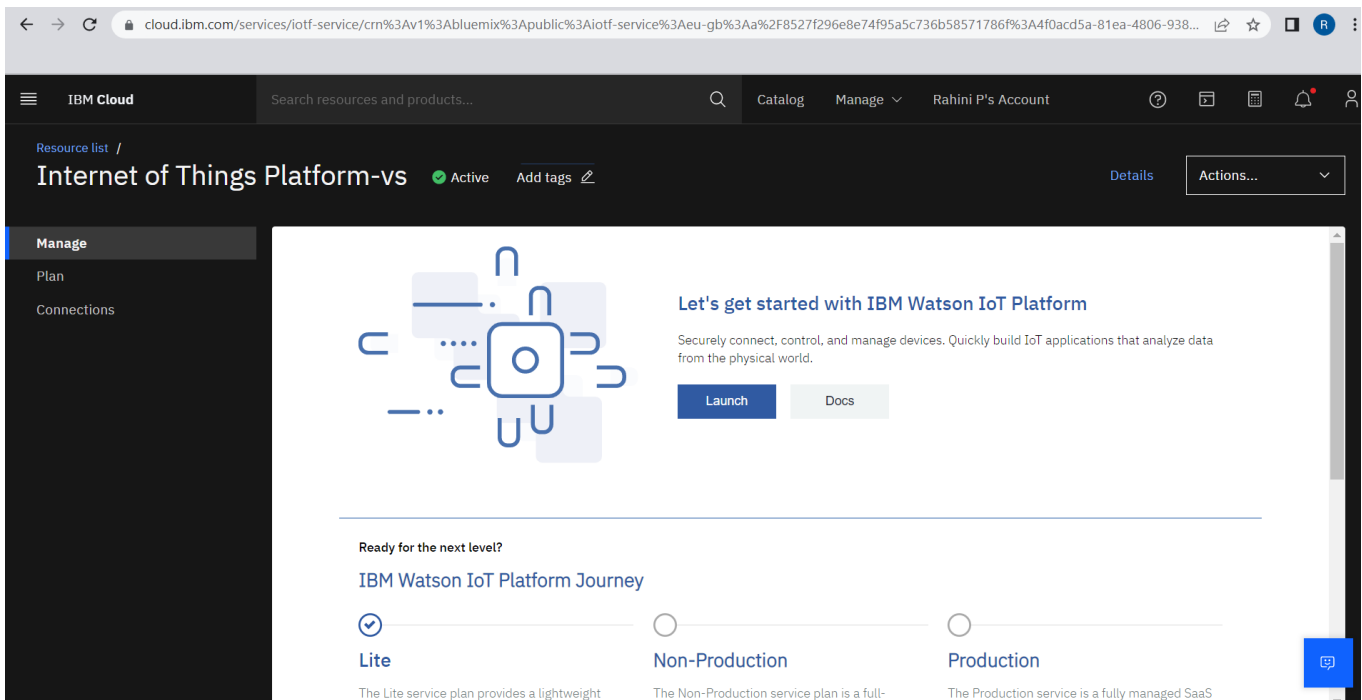 cloud.ibm.com/services/iotf-service/crn%3Av1%3Abluemix%3Apublic%3Aiotf-service%3Aeu-gb%3Aa%2F8527f296e8e74f95a5c736b58571786f%3A4f0acd5a-81ea-4806-938...
R
IBM Cloud
Search resources and products...
Catalog
Manage
Rahini P's Account
Resource list /
Internet of Things Platform-vs
Active
Add tags
Details
Actions...
Manage
Plan
Connections
Let's get started with IBM Watson IoT Platform
Securely connect, control, and manage devices. Quickly build IoT applications that analyze data
from the physical world.
Launch
Docs
Ready for the next level?
IBM Watson IoT Platform Journey
Lite
Non-Production
Production
The Lite service plan provides a lightweight
The Non-Production service plan is a full-
The Production service is a fully managed SaaS